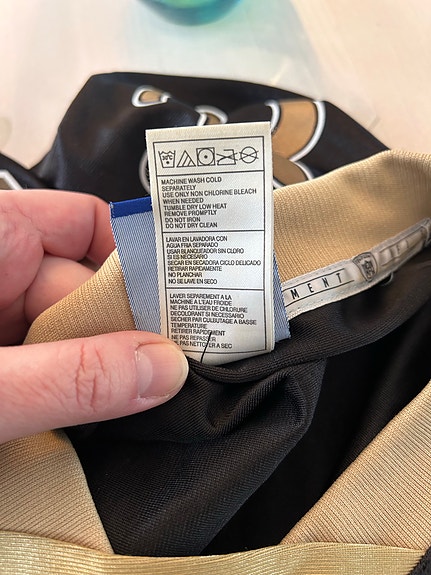 MACHINE WASH COLD
SEPARATELY
USE ONLY NON CHLORINE BLEACH
WHEN NEEDED
TUMBLE DRY LOW HEAT
REMOVE PROMPTLY
DO NOT IRON
DO NOT DRY CLEAN
LAVAR EN LAVADORA CON
AGUA FRIA SEPARADO
USAR BLANQUEADOR SIN CLORO
SI ES NECESARIO
SECAR EN SECADORA CICLO DELICADO
RETIRAR RAPIDAMENTE
NO PLANCHAR
NO SE LAVE EN SECO
LAVER SEPAREMENT A LA
MACHINE A L'EAU FROIDE
NE PAS UTILISER DE CHLORURE
DECOLORANT SI NECESSAIRE
SECHER PAR CULBUTAGE A BASSE
TEMPERATURE
RETIRER RAPIDEMENT
NE PAS REPASSER
NE PAS NETTOYER A SEC
MENT